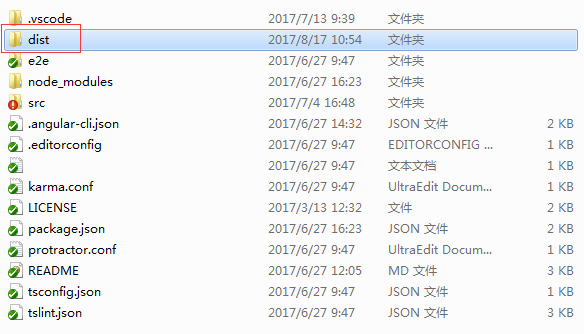 .vscode 2017/7/13 9:39 文件夹
dist 2017/8/17 10:54 文件夹
e2e 2017/6/27 9:47 文件夹
node_modules 2017/6/27 16:23 文件夹
src 2017/7/4 16:48 文件夹
.angular-cli.json 2017/6/27 14:32 JSON 文件 2 KB
.editorconfig 2017/6/27 9:47 EDITORCONFIG ... 1 KB
2017/6/27 9:47 文本文档 1 KB
karma.conf 2017/6/27 9:47 UltraEdit Docum... 2 KB
LICENSE 2017/3/13 12:32 文件 2 KB
package.json 2017/6/27 16:23 JSON 文件 2 KB
protractor.conf 2017/6/27 9:47 UltraEdit Docum... 1 KB
README 2017/6/27 12:05 MD 文件 3 KB
tsconfig.json 2017/6/27 9:47 JSON 文件 1 KB
tslint.json 2017/6/27 9:47 JSON 文件 3 KB